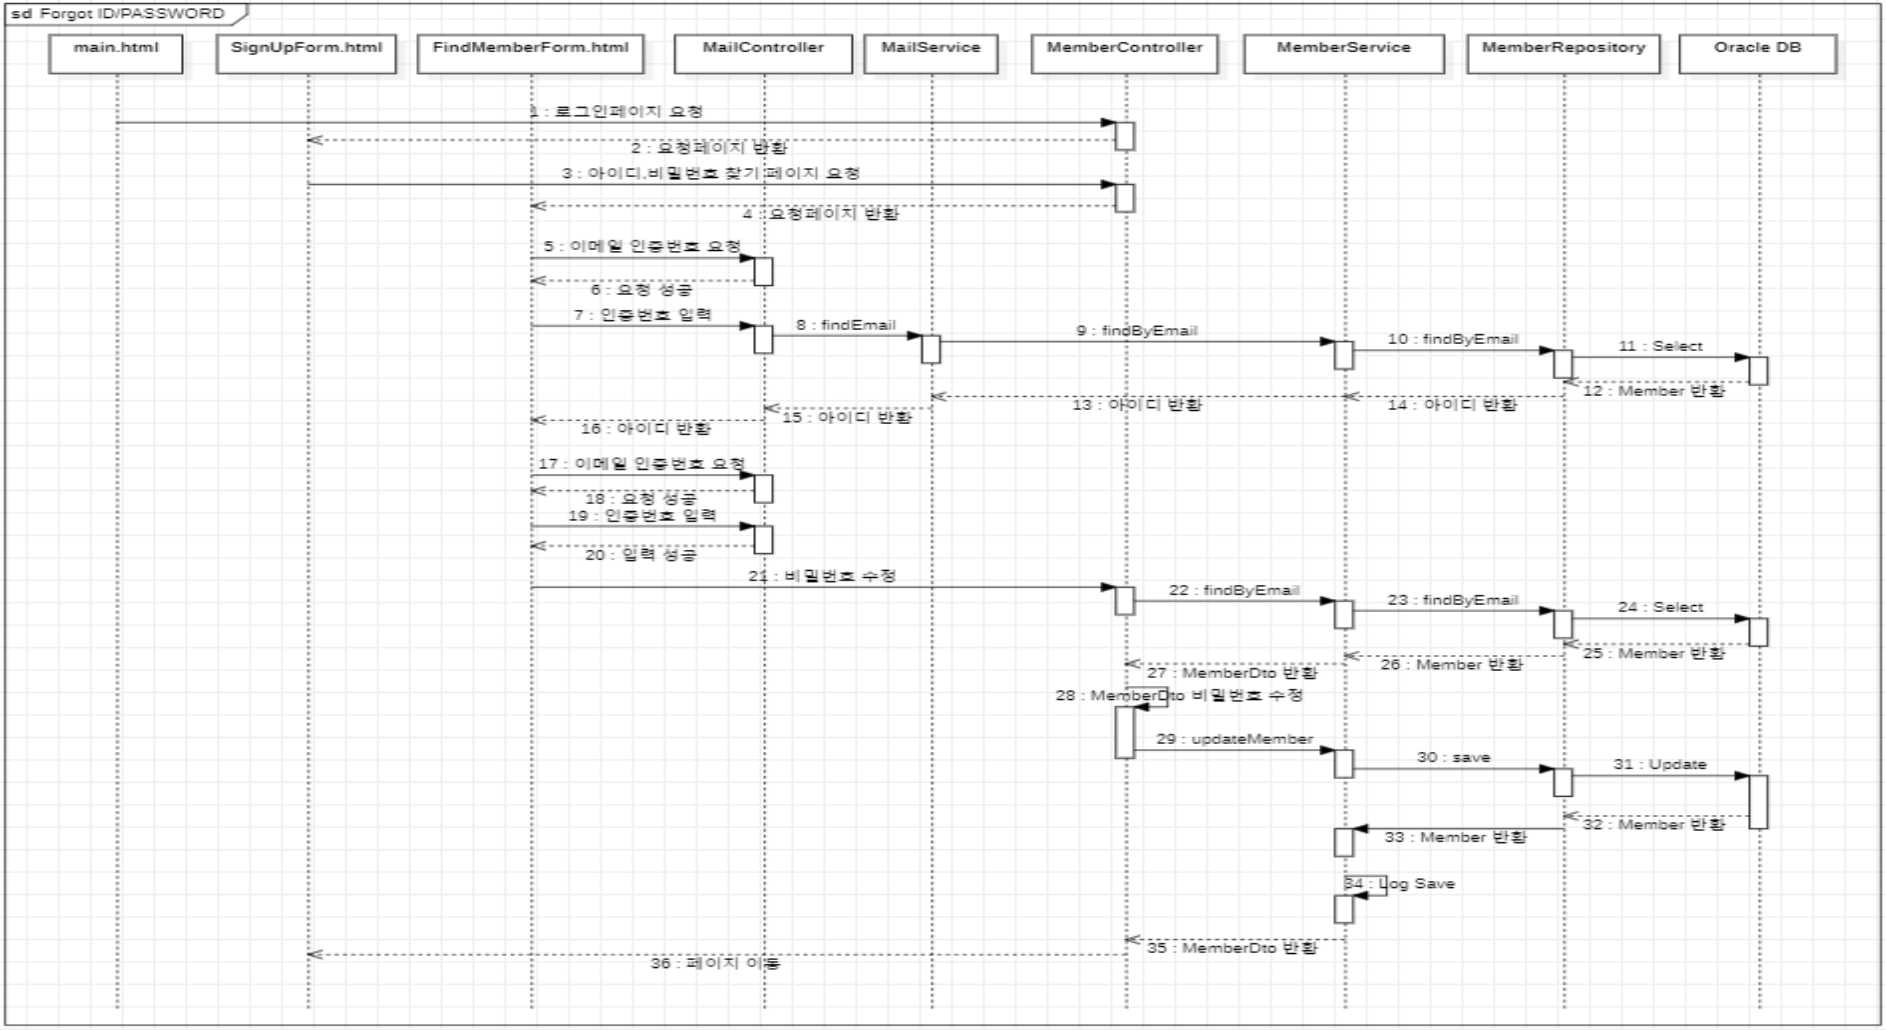 sd Forgot ID/PASSWORD
main.html
SignUpForm.html
FindMemberForm.html
MailController
MailService
MemberController
MemberService
MemberRepository
Oracle DB
1 : 로그인페이지 요청
2 : 요청페이지 반환
3 : 아이디,비밀번호 찾기 페이지 요청
4 : 요청페이지 반환
5 : 이메일 인증번호 요청
6 : 요청 성공
7 : 인증번호 입력
8 : findEmail
9 : findByEmail
10 : findByEmail
11 : Select
12 : Member 반환
13 : 아이디 반환
14 : 아이디 반환
15 : 아이디 반환
16 : 아이디 반환
17 : 이메일 인증번호 요청
18 : 요청 성공
19 : 인증번호 입력
20 : 입력 성공
21 : 비밀번호 수정
22 : findByEmail
23 : findByEmail
24 : Select
25 : Member 반환
26 : Member 반환
27 : MemberDto 반환
28 : MemberDto 비밀번호 수정
29 : updateMember
30 : save
31 : Update
32 : Member 반환
33 : Member 반환
34 : Log Save
35 : MemberDto 반환
36 : 페이지 이동